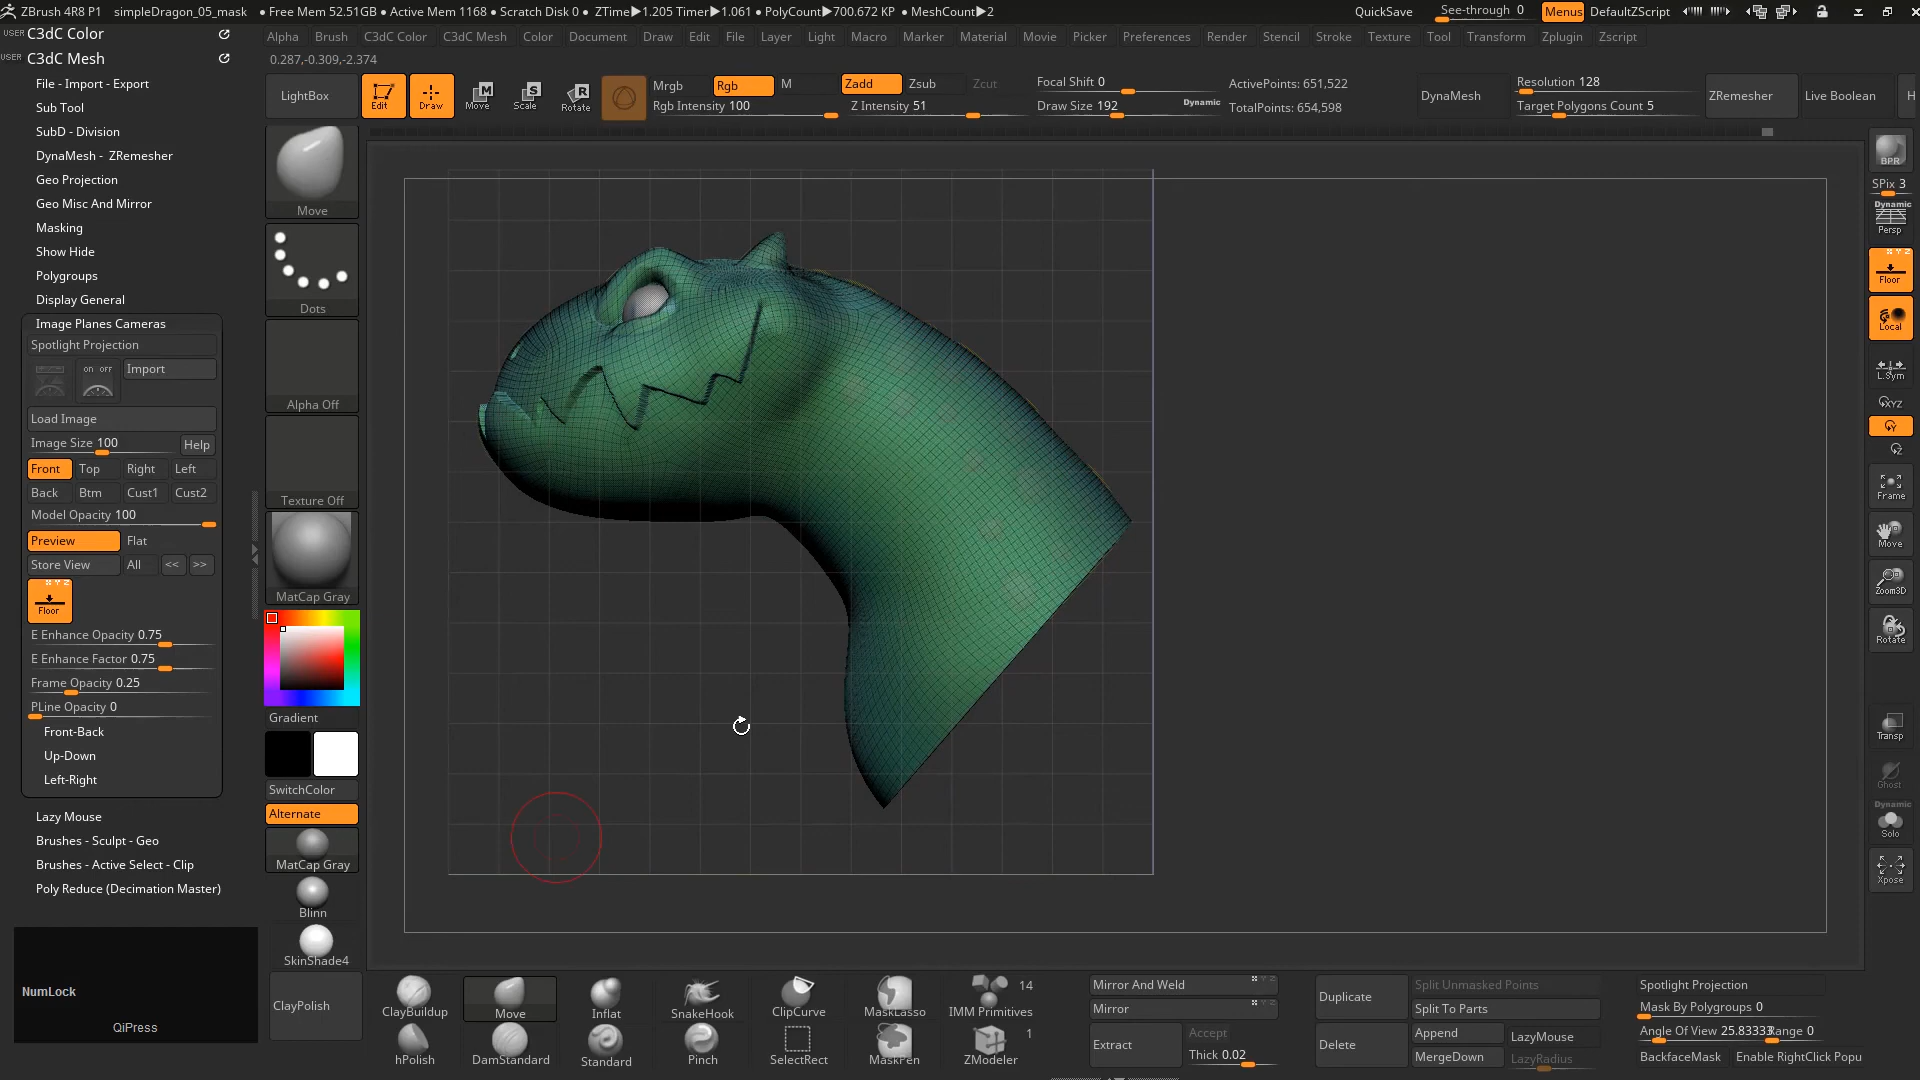 ZBrush 4R8 P1 simpleDragon_05_mask • Free Mem 52.51GB • Active Mem 1168 • Scratch Disk 0 • ZTime▶1.205 Timer▶1.061 • PolyCount▶700.672 KP • MeshCount▶2 QuickSave See-through 0 Menus DefaultZScript
USER C3dC Color
Alpha Brush C3dC Mesh Color Document Draw Edit File Layer Light Macro Marker Material Movie Picker Preferences Render Stencil Stroke Texture Tool Transform Zplugin Zscript
USER C3dC Mesh
0.287,-0.309,-2.374
File - Import - Export
Sub Tool
SubD - Division
DynaMesh - ZRemesher
Geo Projection
Geo Misc And Mirror
Masking
Show Hide
Polygroups
Display General
Image Planes Cameras
Spotlight Projection
on off Import
Load Image
Image Size 100 Help
Front Top Right Left
Back Btm Cust1 Cust2
Model Opacity 100
Preview Flat
Store View All << >>
X Y Z
Floor
E Enhance Opacity 0.75
E Enhance Factor 0.75
Frame Opacity 0.25
PLine Opacity 0
Front-Back
Up-Down
Left-Right
Lazy Mouse
Brushes - Sculpt - Geo
Brushes - Active Select - Clip
Poly Reduce (Decimation Master)
NumLock
QiPress
LightBox Edit Draw Move Scale Rotate
M S R
Mrgb Rgb M Zadd Zsub Zcut
Rgb Intensity 100 Z Intensity 51
Focal Shift 0
Draw Size 192 Dynamic
ActivePoints: 651,522
TotalPoints: 654,598
DynaMesh
Resolution 128
Target Polygons Count 5
ZRemesher Live Boolean H
Move
Dots
Alpha Off
Texture Off
MatCap Gray
Gradient
SwitchColor
Alternate
MatCap Gray
Blinn
SkinShade4
ClayPolish
BPR
SPix 3
Dynamic
Persp
X Y Z
Floor
Local
L.Sym
XYZ
Y
Z
Frame
Move
Zoom3D
Rotate
Transp
Ghost
Dynamic
Solo
Xpose
ClayBuildup Move Inflat SnakeHook ClipCurve MaskLasso IMM Primitives 14
hPolish DamStandard Standard Pinch SelectRect MaskPen ZModeler 1
Mirror And Weld
Mirror
Extract Accept
Thick 0.02
Duplicate
Delete
Split Unmasked Points
Split To Parts
Append LazyMouse
MergeDown LazyRadius
Spotlight Projection
Mask By Polygroups 0
Angle Of View 25.83333 Range 0
BackfaceMask Enable RightClick Popu